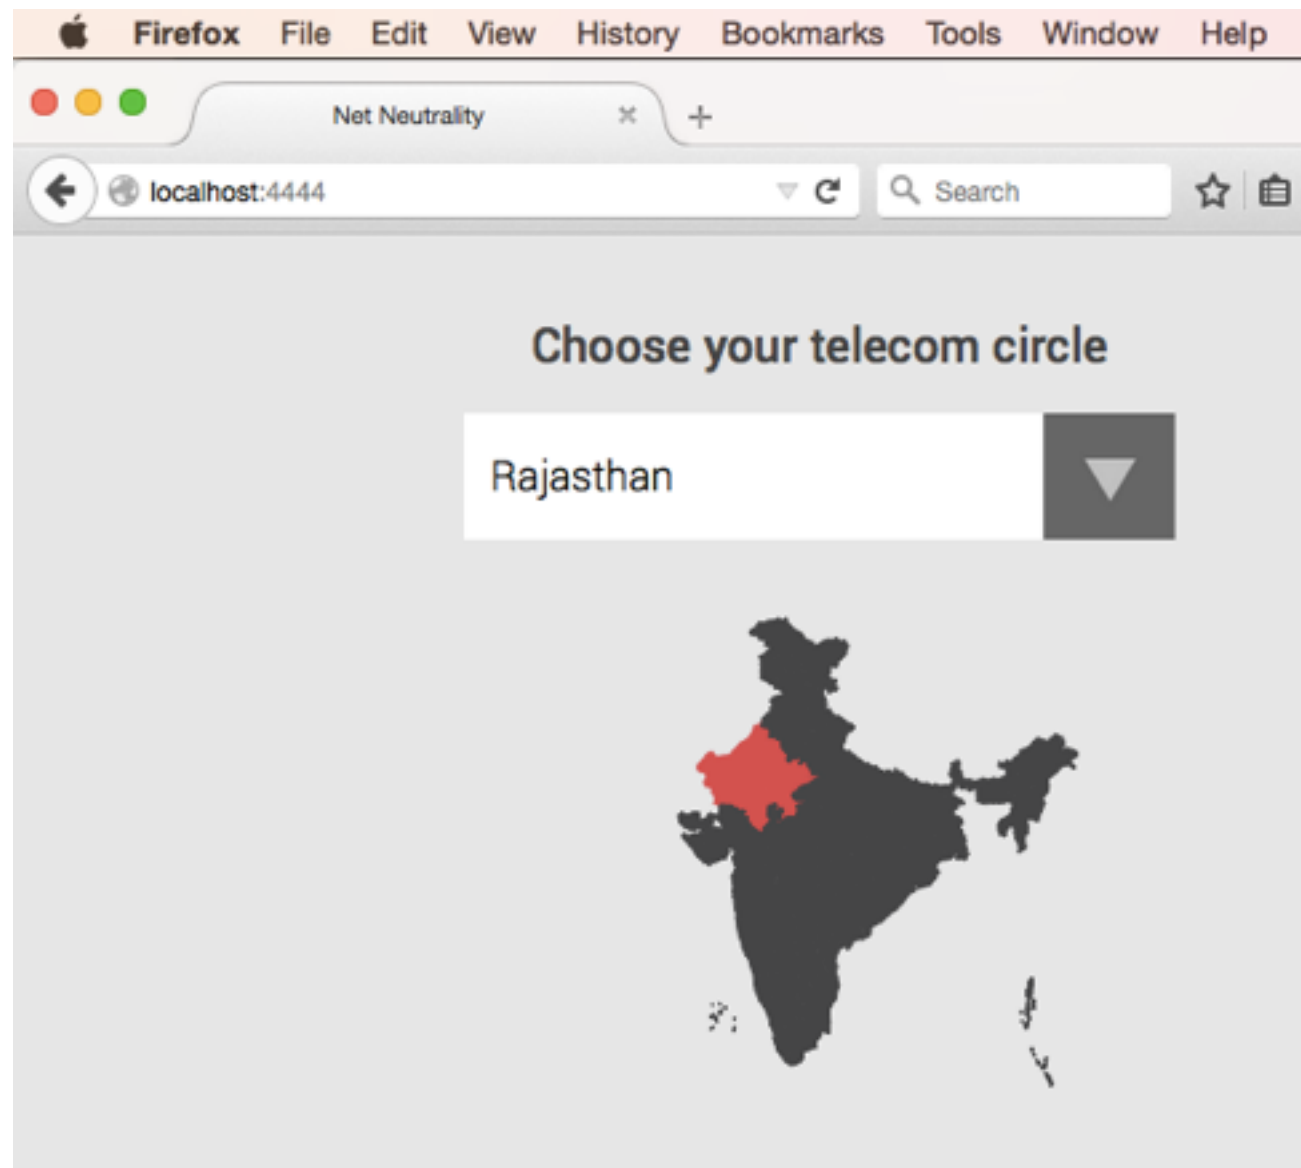 Firefox File Edit View History Bookmarks Tools Window Help
Net Neutrality
localhost:4444 Search
Choose your telecom circle
Rajasthan